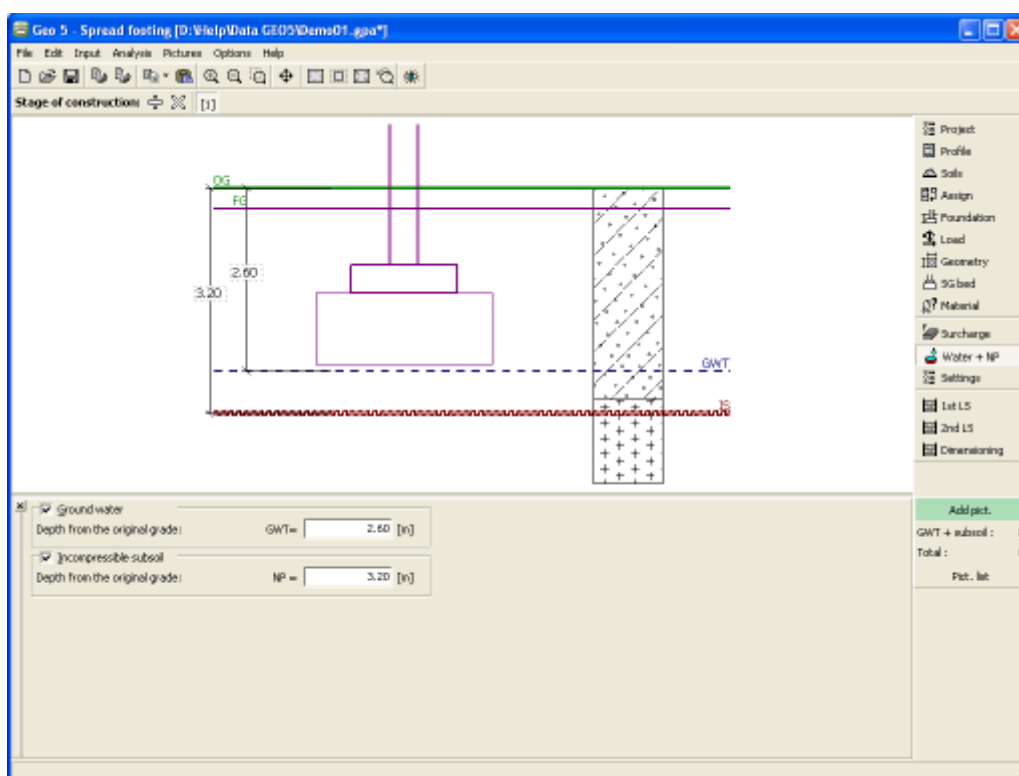 Geo 5 - Spread footing [D:\Help\Data GEO5\Demo01.gpa*]
File Edit Input Analysis Pictures Options Help
Stage of construction: [1]
OG
FG
2.60
3.20
GWT
IS
Project
Profile
Soils
Assign
Foundation
Load
Geometry
SG bed
Material
Surcharge
Water + NP
Settings
1st LS
2nd LS
Dimensioning
Ground water
Depth from the original grade: GWT= 2.60 [m]
Incompressible subsoil
Depth from the original grade: NP = 3.20 [m]
Add pict.
GWT + subsoil :
Total :
Pict. list